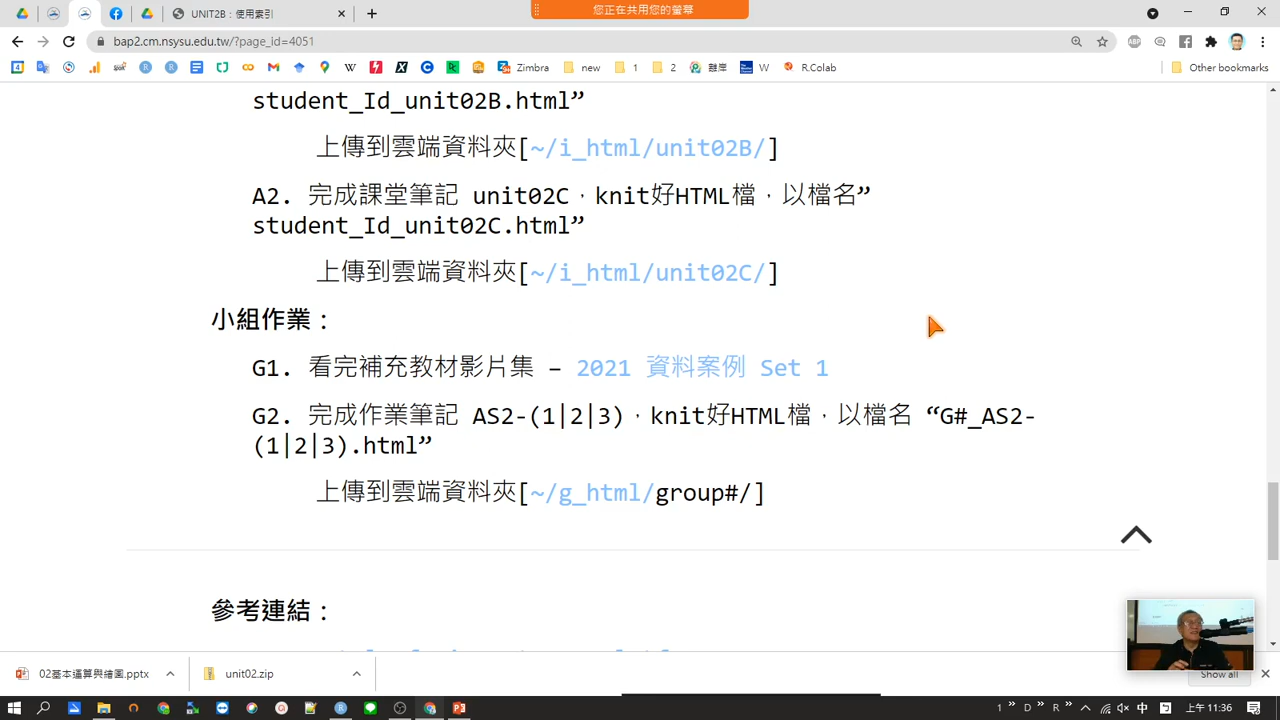 您正在共用您的螢幕
UNIT2B：使用索引
bap2.cm.nsysu.edu.tw/?page_id=4051
Zimbra
new
1
2
離岸
W
R.Colab
Other bookmarks
student_Id_unit02B.html”
上傳到雲端資料夾[~/i_html/unit02B/]
A2. 完成課堂筆記 unit02C，knit好HTML檔，以檔名”
student_Id_unit02C.html”
上傳到雲端資料夾[~/i_html/unit02C/]
小組作業：
G1. 看完補充教材影片集 – 2021 資料案例 Set 1
G2. 完成作業筆記 AS2-(1|2|3)，knit好HTML檔，以檔名 “G#_AS2-
(1|2|3).html”
上傳到雲端資料夾[~/g_html/group#/]
參考連結：
02基本運算與繪圖.pptx
unit02.zip
Show all
1
D
R
中
上午 11:36